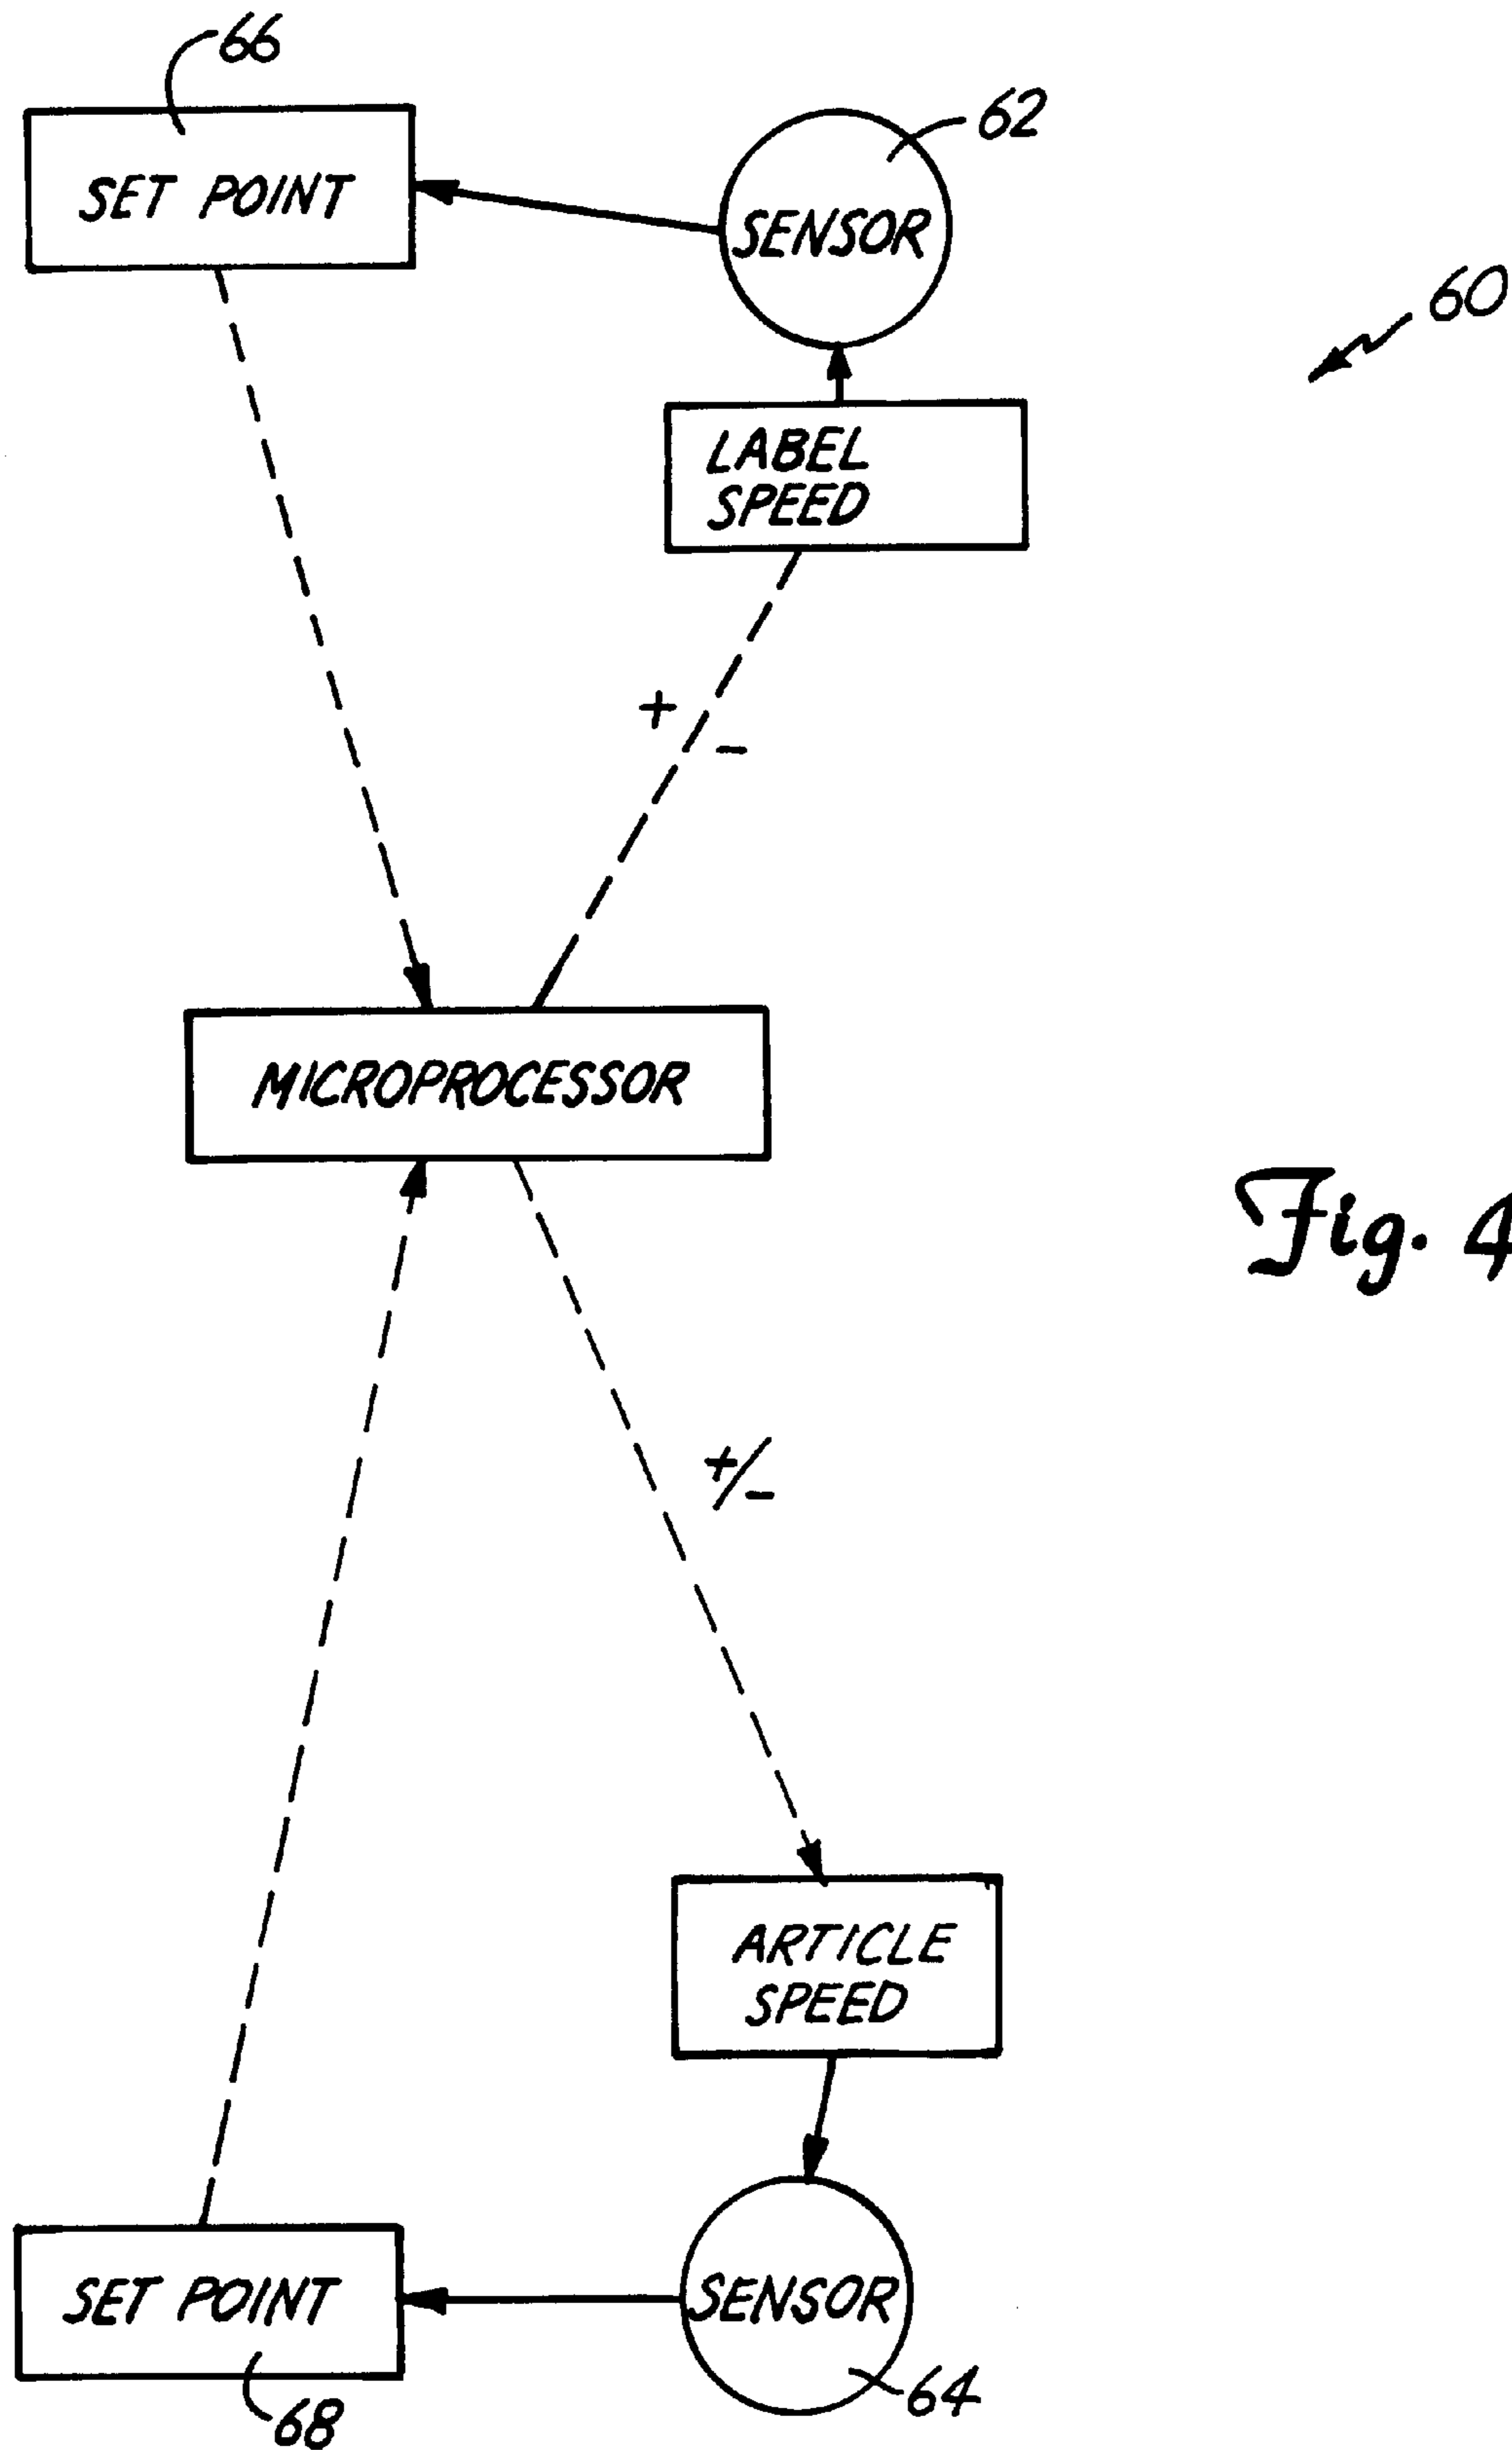 66
62
SET POINT
SENSOR
60
LABEL
SPEED
+/-
MICROPROCESSOR
Fig. 4
+/-
ARTICLE
SPEED
SET POINT
SENSOR
64
68